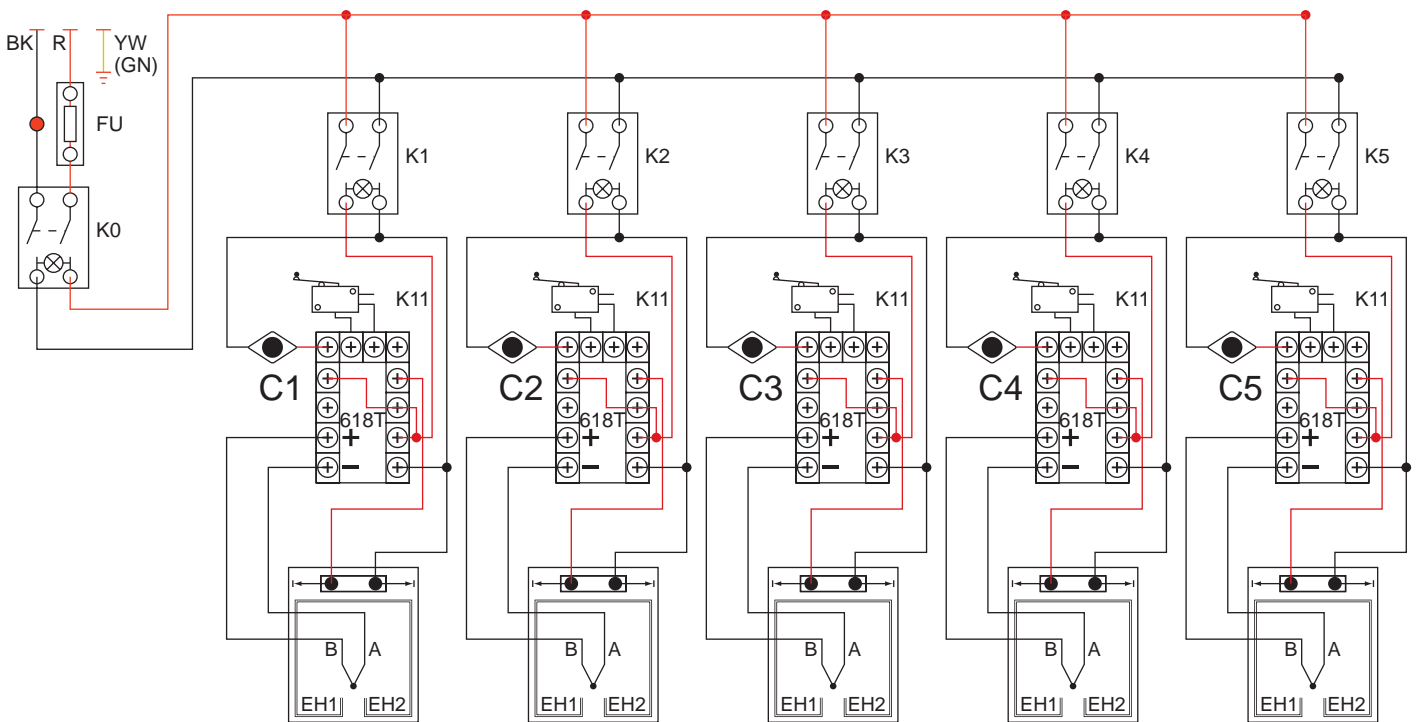 BK R YW
(GN)
FU
K0
K1 K2 K3 K4 K5
K11 K11 K11 K11 K11
C1 C2 C3 C4 C5
618T 618T 618T 618T 618T
+ + + + +
− − − − −
B A B A B A B A B A
EH1 EH2 EH1 EH2 EH1 EH2 EH1 EH2 EH1 EH2